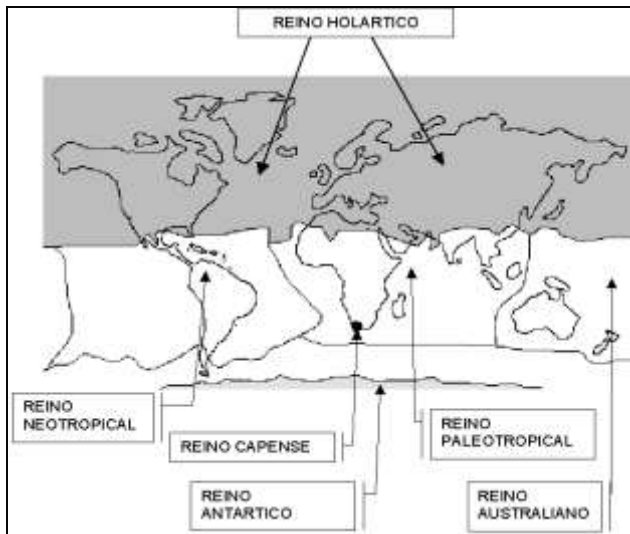 REINO HOLARTICO
REINO
NEOTROPICAL
REINO CAPENSE
REINO
PALEOTROPICAL
REINO
ANTARTICO
REINO
AUSTRALIANO